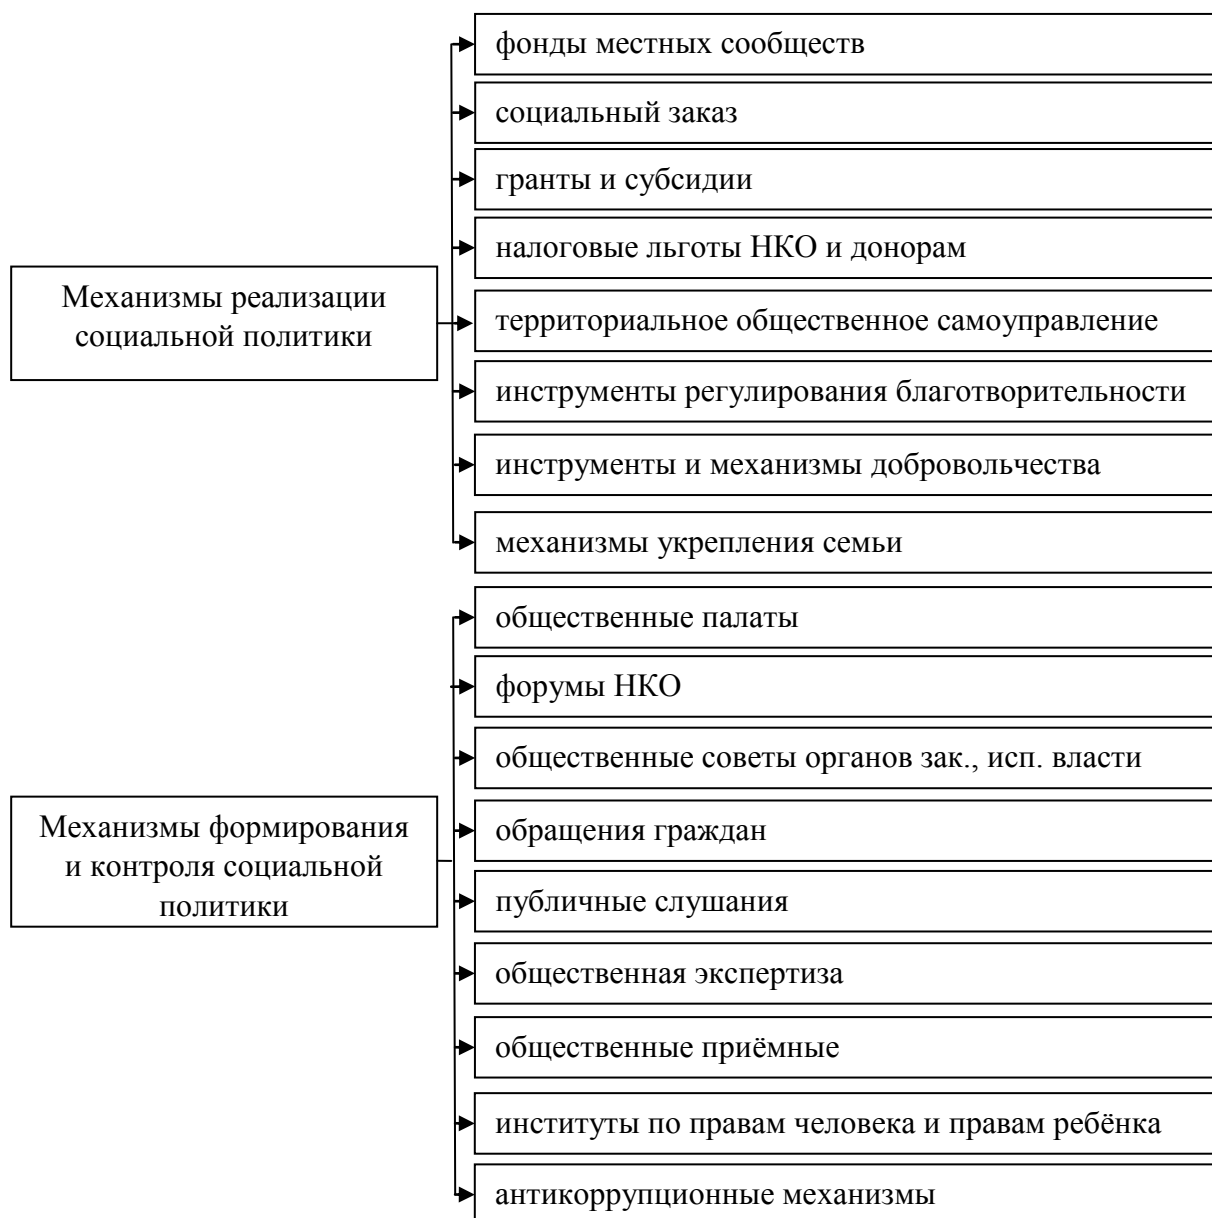 фонды местных сообществ
социальный заказ
гранты и субсидии
налоговые льготы НКО и донорам
Механизмы реализации
социальной политики
территориальное общественное самоуправление
инструменты регулирования благотворительности
инструменты и механизмы добровольчества
механизмы укрепления семьи
общественные палаты
форумы НКО
общественные советы органов зак., исп. власти
Механизмы формирования
и контроля социальной
политики
обращения граждан
публичные слушания
общественная экспертиза
общественные приёмные
институты по правам человека и правам ребёнка
антикоррупционные механизмы